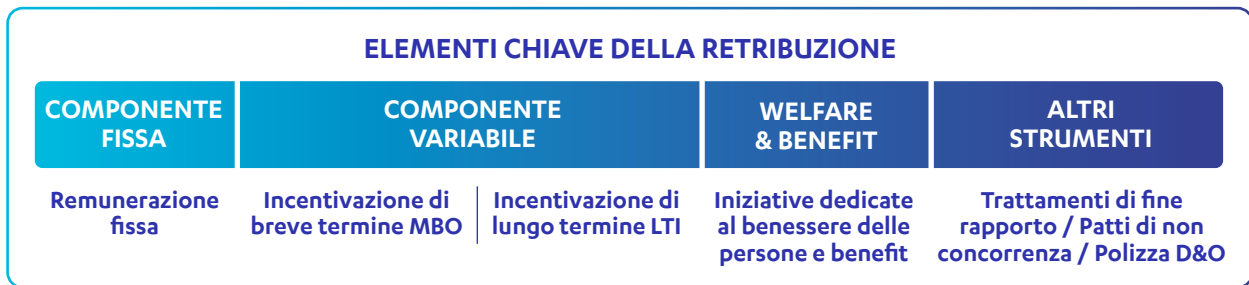 ELEMENTI CHIAVE DELLA RETRIBUZIONE
COMPONENTE
FISSA
COMPONENTE
VARIABILE
WELFARE
& BENEFIT
ALTRI
STRUMENTI
Remunerazione
fissa
Incentivazione di
breve termine MBO
Incentivazione di
lungo termine LTI
Iniziative dedicate
al benessere delle
persone e benefit
Trattamenti di fine
rapporto / Patti di non
concorrenza / Polizza D&O